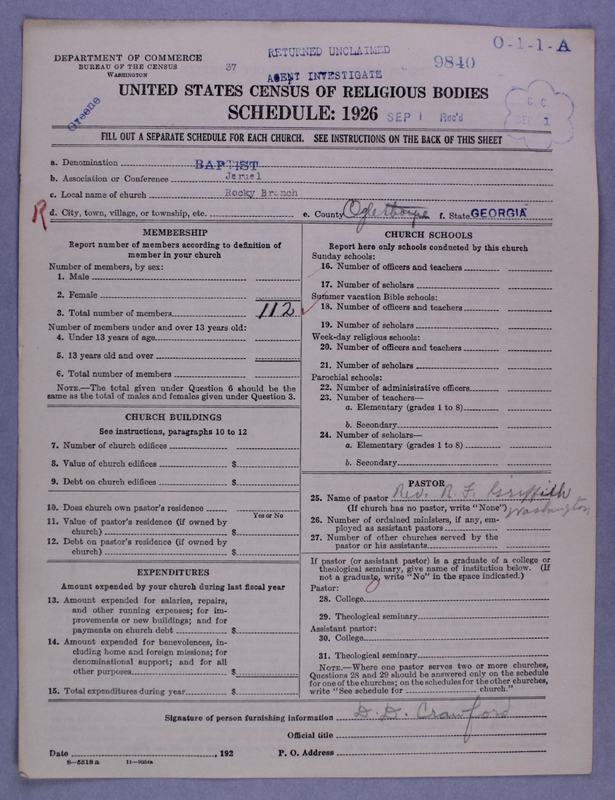 DEPARTMENT OF COMMERCE
BUREAU OF THE CENSUS
WASHINGTON
37
RETURNED UNCLAIMED
AGENT INVESTIGATE
9840
O-1-1-A
Greene
UNITED STATES CENSUS OF RELIGIOUS BODIES
SCHEDULE: 1926
SEP 1 Rec'd
C. C.
SEP 1
FILL OUT A SEPARATE SCHEDULE FOR EACH CHURCH. SEE INSTRUCTIONS ON THE BACK OF THIS SHEET
a. Denomination BAPTIST
b. Association or Conference Jeruel
c. Local name of church Rocky Branch
R d. City, town, village, or township, etc. e. County Oglethorpe f. State GEORGIA
MEMBERSHIP
Report number of members according to definition of
member in your church
Number of members, by sex:
1. Male
2. Female
3. Total number of members 112
Number of members under and over 13 years old:
4. Under 13 years of age
5. 13 years old and over
6. Total number of members
NOTE.—The total given under Question 6 should be the
same as the total of males and females given under Question 3.
CHURCH BUILDINGS
See instructions, paragraphs 10 to 12
7. Number of church edifices
8. Value of church edifices $
9. Debt on church edifices $
10. Does church own pastor's residence
Yes or No
11. Value of pastor's residence (if owned by
church) $
12. Debt on pastor's residence (if owned by
church) $
EXPENDITURES
Amount expended by your church during last fiscal year
13. Amount expended for salaries, repairs,
and other running expenses; for im-
provements or new buildings; and for
payments on church debt $
14. Amount expended for benevolences, in-
cluding home and foreign missions; for
denominational support; and for all
other purposes $
15. Total expenditures during year $
CHURCH SCHOOLS
Report here only schools conducted by this church
Sunday schools:
16. Number of officers and teachers
17. Number of scholars
Summer vacation Bible schools:
18. Number of officers and teachers
19. Number of scholars
Week-day religious schools:
20. Number of officers and teachers
21. Number of scholars
Parochial schools:
22. Number of administrative officers
23. Number of teachers—
a. Elementary (grades 1 to 8)
b. Secondary
24. Number of scholars—
a. Elementary (grades 1 to 8)
b. Secondary
PASTOR
25. Name of pastor Rev. R. F. Griffith
(If church has no pastor, write "None") Washington
26. Number of ordained ministers, if any, em-
ployed as assistant pastors
27. Number of other churches served by the
pastor or his assistants
If pastor (or assistant pastor) is a graduate of a college or
theological seminary, give name of institution below. (If
not a graduate, write "No" in the space indicated.)
Pastor:
28. College
29. Theological seminary
Assistant pastor:
30. College
31. Theological seminary
NOTE.—Where one pastor serves two or more churches,
Questions 28 and 29 should be answered only on the schedule
for one of the churches; on the schedules for the other churches,
write "See schedule for church."
Signature of person furnishing information D. D. Crawford
Official title
Date , 192 P. O. Address
8-5518a 11-9034a